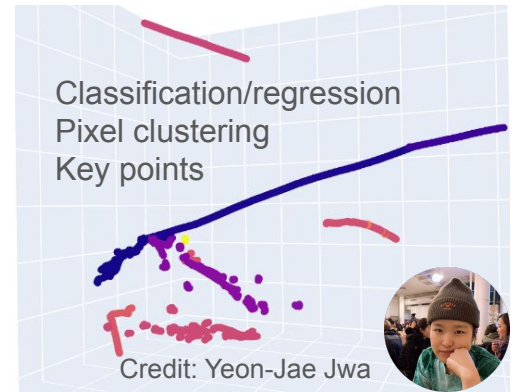 Classification/regression
Pixel clustering
Key points
Credit: Yeon-Jae Jwa